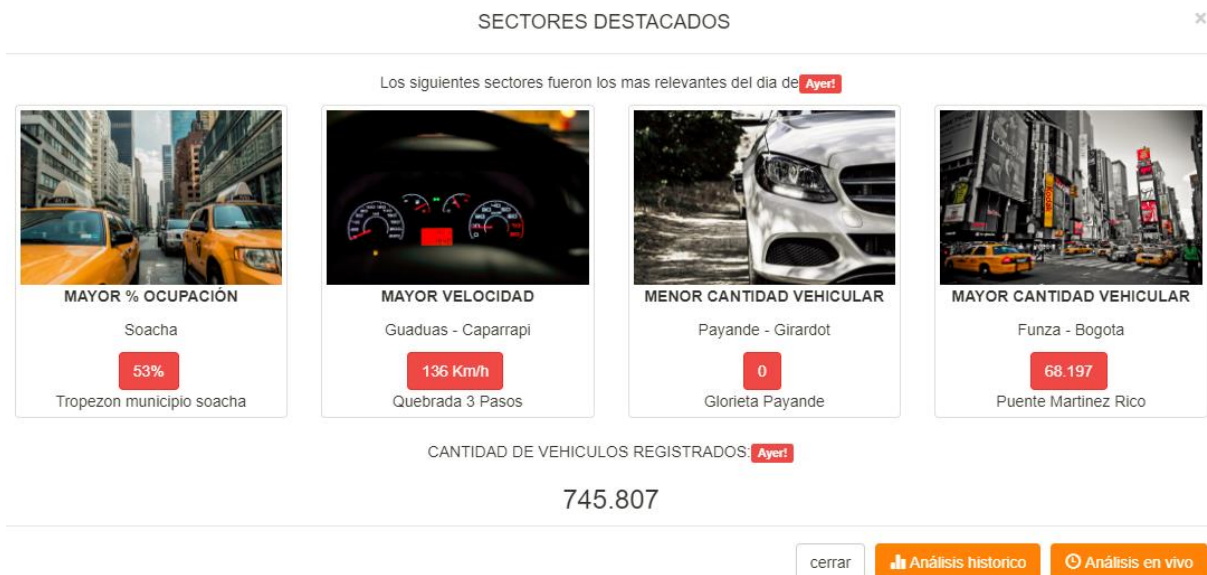 SECTORES DESTACADOS
×
Los siguientes sectores fueron los mas relevantes del dia de Ayer!
MAYOR % OCUPACIÓN
Soacha
53%
Tropezon municipio soacha
MAYOR VELOCIDAD
Guaduas - Caparrapi
136 Km/h
Quebrada 3 Pasos
MENOR CANTIDAD VEHICULAR
Payande - Girardot
0
Glorieta Payande
MAYOR CANTIDAD VEHICULAR
Funza - Bogota
68.197
Puente Martinez Rico
CANTIDAD DE VEHICULOS REGISTRADOS: Ayer!
745.807
cerrar
Análisis historico
Análisis en vivo